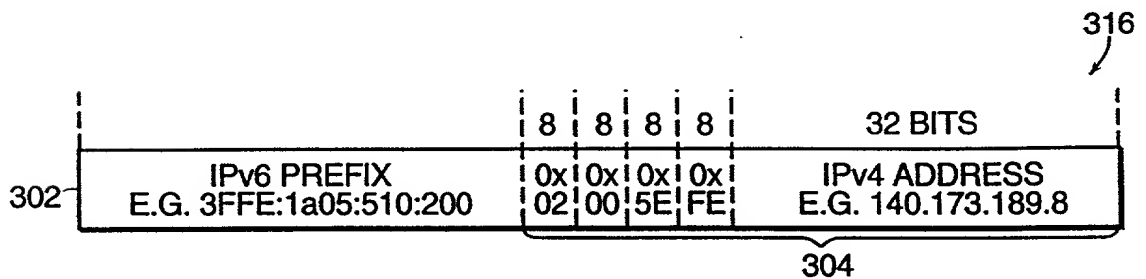 316
8 8 8 8 32 BITS
302
IPv6 PREFIX 0x 0x 0x 0x IPv4 ADDRESS
E.G. 3FFE:1a05:510:200 02 00 5E FE E.G. 140.173.189.8
304